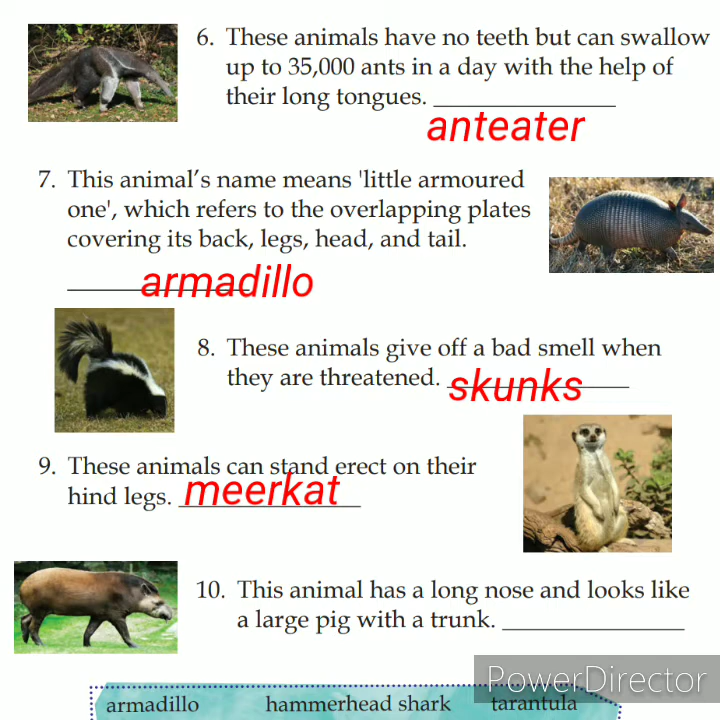 6. These animals have no teeth but can swallow
up to 35,000 ants in a day with the help of
their long tongues.
anteater
7. This animal's name means 'little armoured
one', which refers to the overlapping plates
covering its back, legs, head, and tail.
armadillo
8. These animals give off a bad smell when
they are threatened. skunks
9. These animals can stand erect on their
hind legs. meerkat
10. This animal has a long nose and looks like
a large pig with a trunk.
PowerDirector
armadillo hammerhead shark tarantula